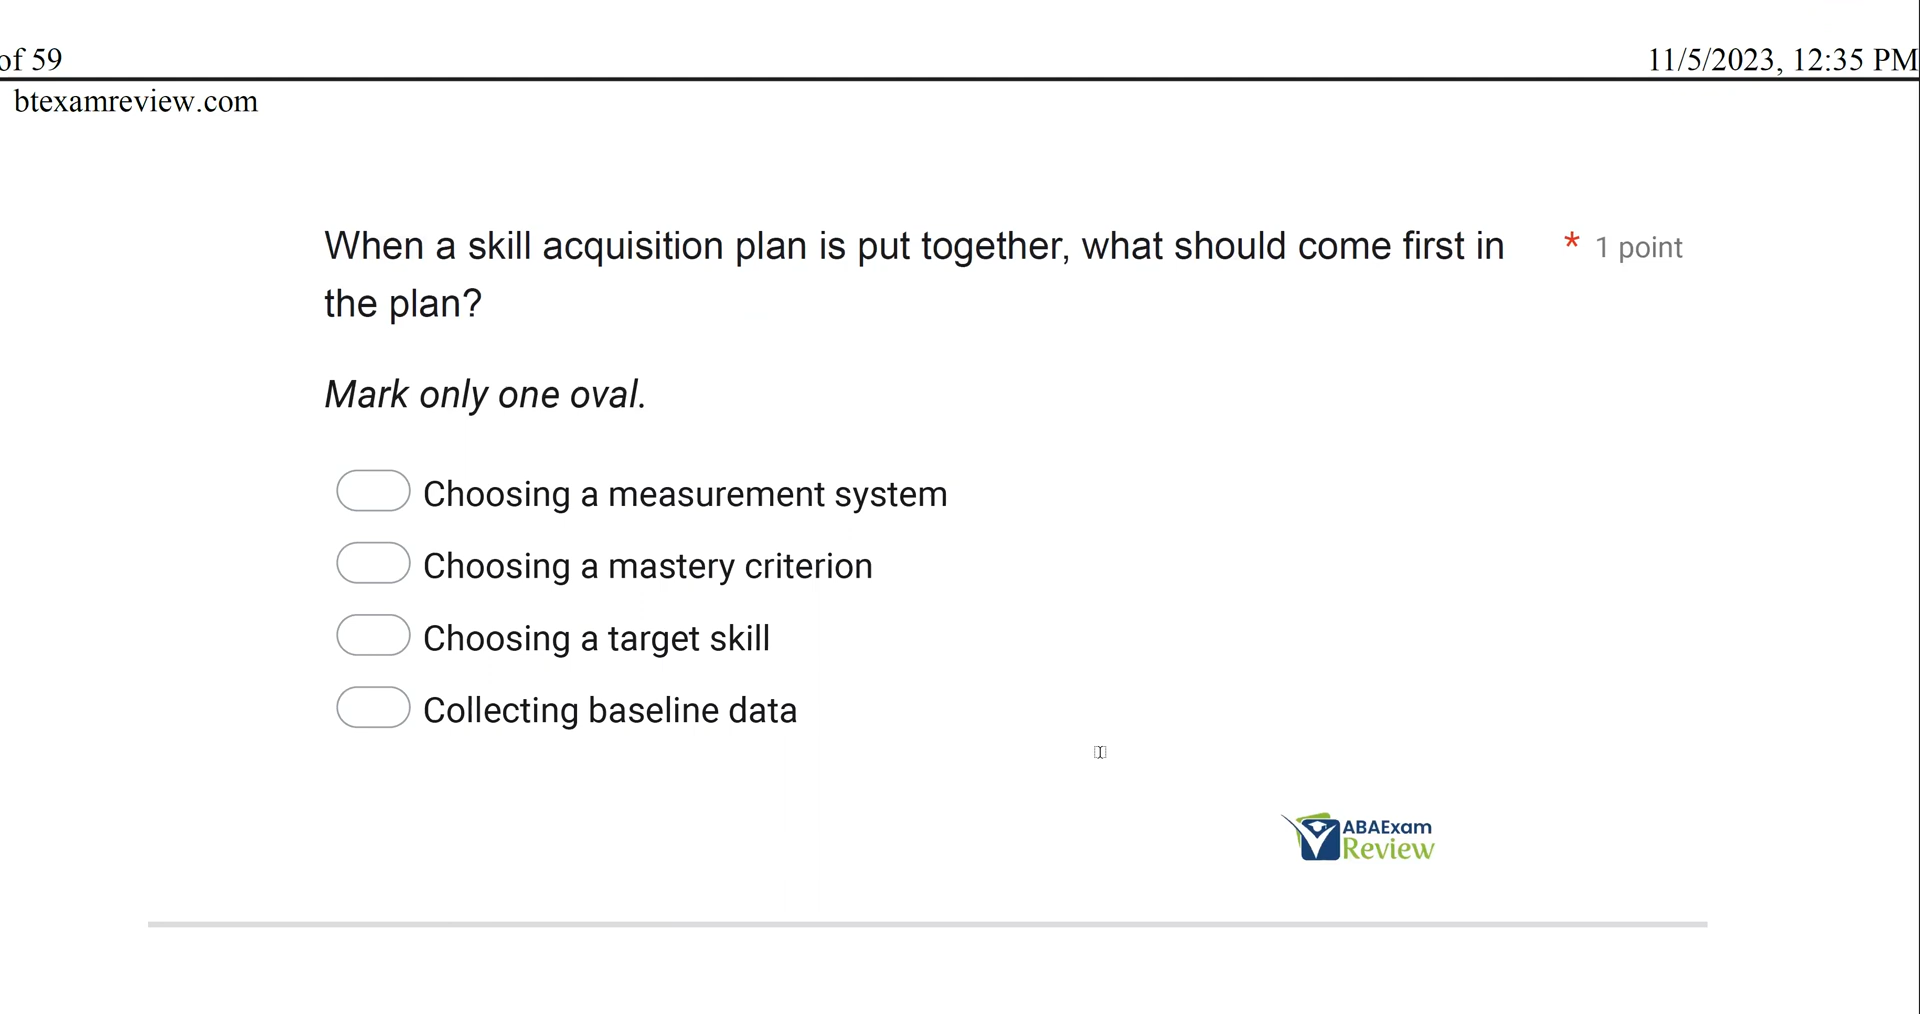 of 59
11/5/2023, 12:35 PM
btexamreview.com
When a skill acquisition plan is put together, what should come first in
the plan?
* 1 point
Mark only one oval.
Choosing a measurement system
Choosing a mastery criterion
Choosing a target skill
Collecting baseline data
ABAExam
Review